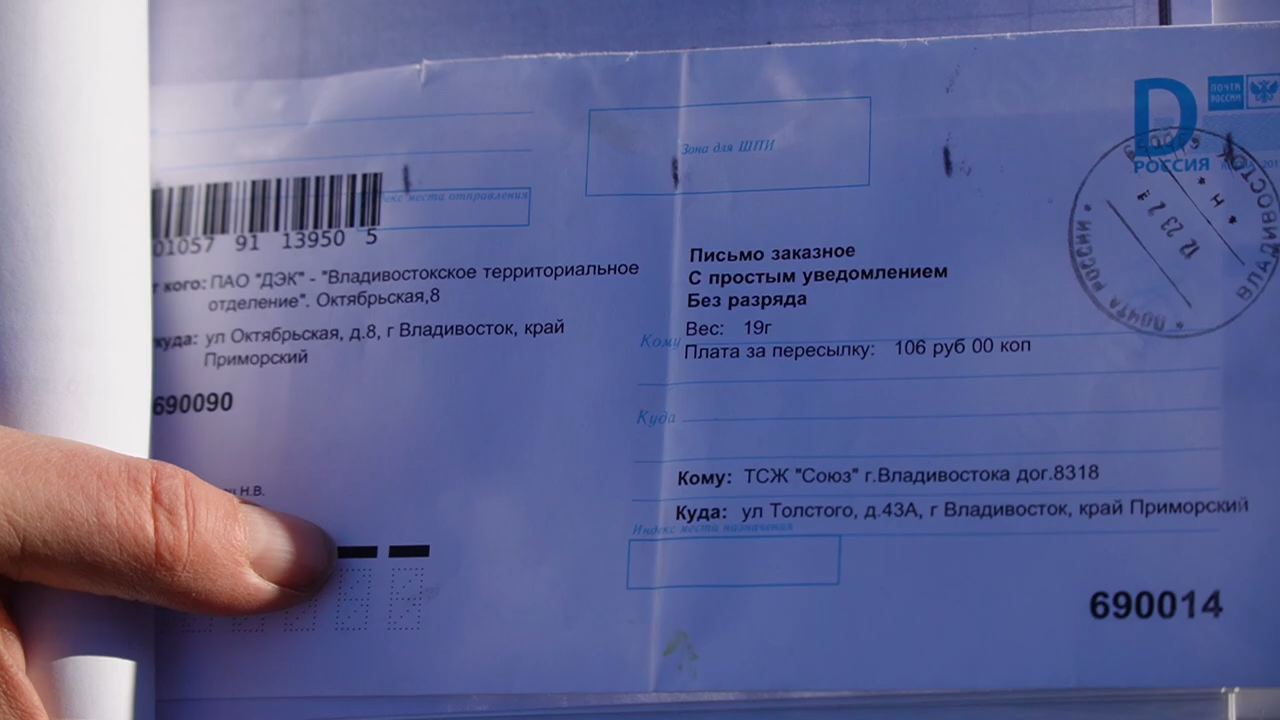 D
ПОЧТА
РОССИИ
РОССИЯ
Зона для ШПИ
декс места отправления
01057 91 13950 5
Письмо заказное
С простым уведомлением
Без разряда
Вес: 19г
Плата за пересылку: 106 руб 00 коп
кого: ПАО "ДЭК" - "Владивостокское территориальное
отделение". Октябрьская,8
куда: ул Октябрьская, д.8, г Владивосток, край
Приморский
690090
Н.В.
Кому
Куда
Кому: ТСЖ "Союз" г.Владивостока дог.8318
Куда: ул Толстого, д.43А, г Владивосток, край Приморский
Индекс места назначения
690014
ВЛАДИВОСТОК
ПОЧТА РОССИИ
Н